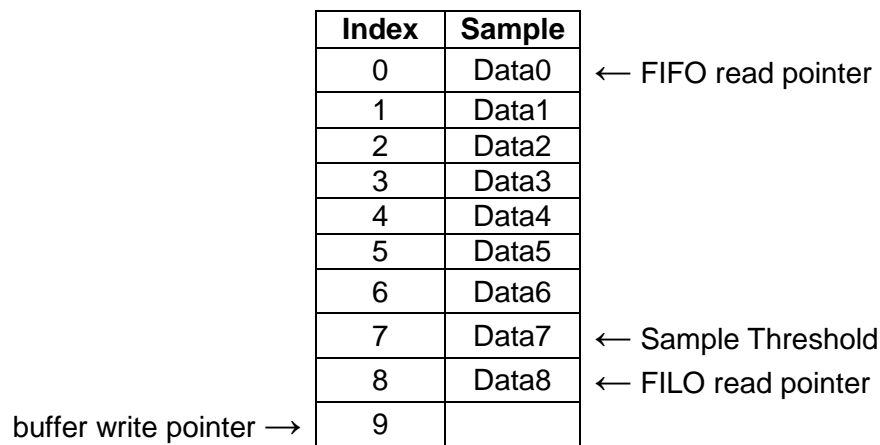 Index Sample
0 Data0 ← FIFO read pointer
1 Data1
2 Data2
3 Data3
4 Data4
5 Data5
6 Data6
7 Data7 ← Sample Threshold
8 Data8 ← FILO read pointer
buffer write pointer → 9